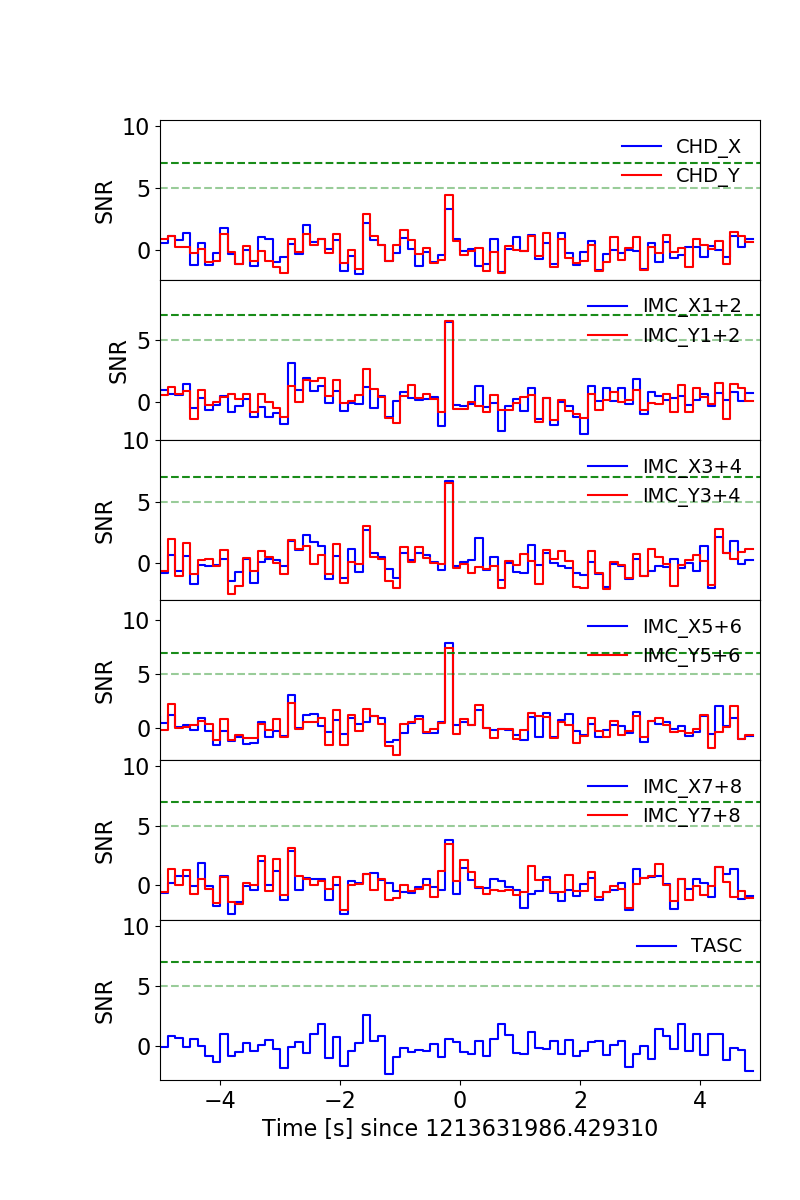 10
5
0
SNR
CHD_X
CHD_Y
5
0
SNR
IMC_X1+2
IMC_Y1+2
10
5
0
SNR
IMC_X3+4
IMC_Y3+4
10
5
0
SNR
IMC_X5+6
IMC_Y5+6
10
5
0
SNR
IMC_X7+8
IMC_Y7+8
10
5
0
SNR
TASC
−4 −2 0 2 4
Time [s] since 1213631986.429310